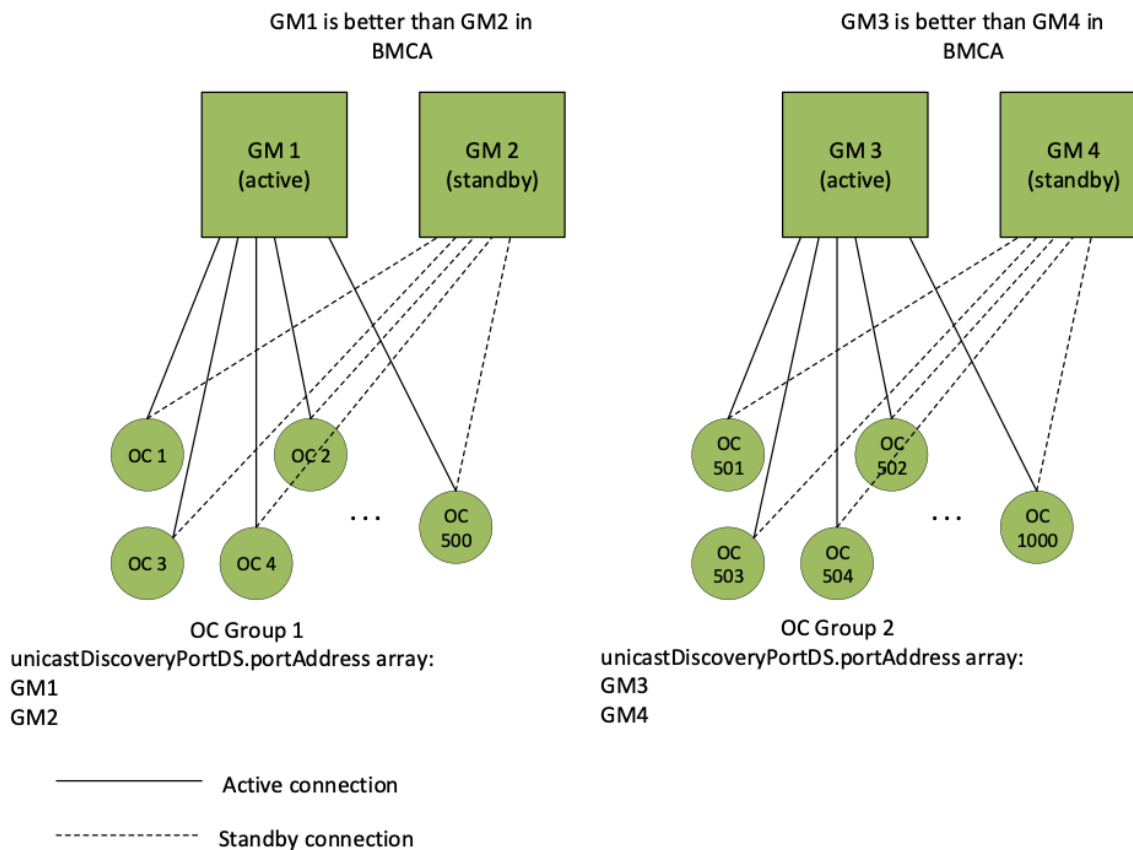 GM1 is better than GM2 in
BMCA
GM3 is better than GM4 in
BMCA
GM 1
(active)
GM 2
(standby)
GM 3
(active)
GM 4
(standby)
OC 1
OC 2
OC 3
OC 4
...
OC
500
OC
501
OC
502
OC
503
OC
504
...
OC
1000
OC Group 1
unicastDiscoveryPortDS.portAddress array:
GM1
GM2
OC Group 2
unicastDiscoveryPortDS.portAddress array:
GM3
GM4
Active connection
Standby connection